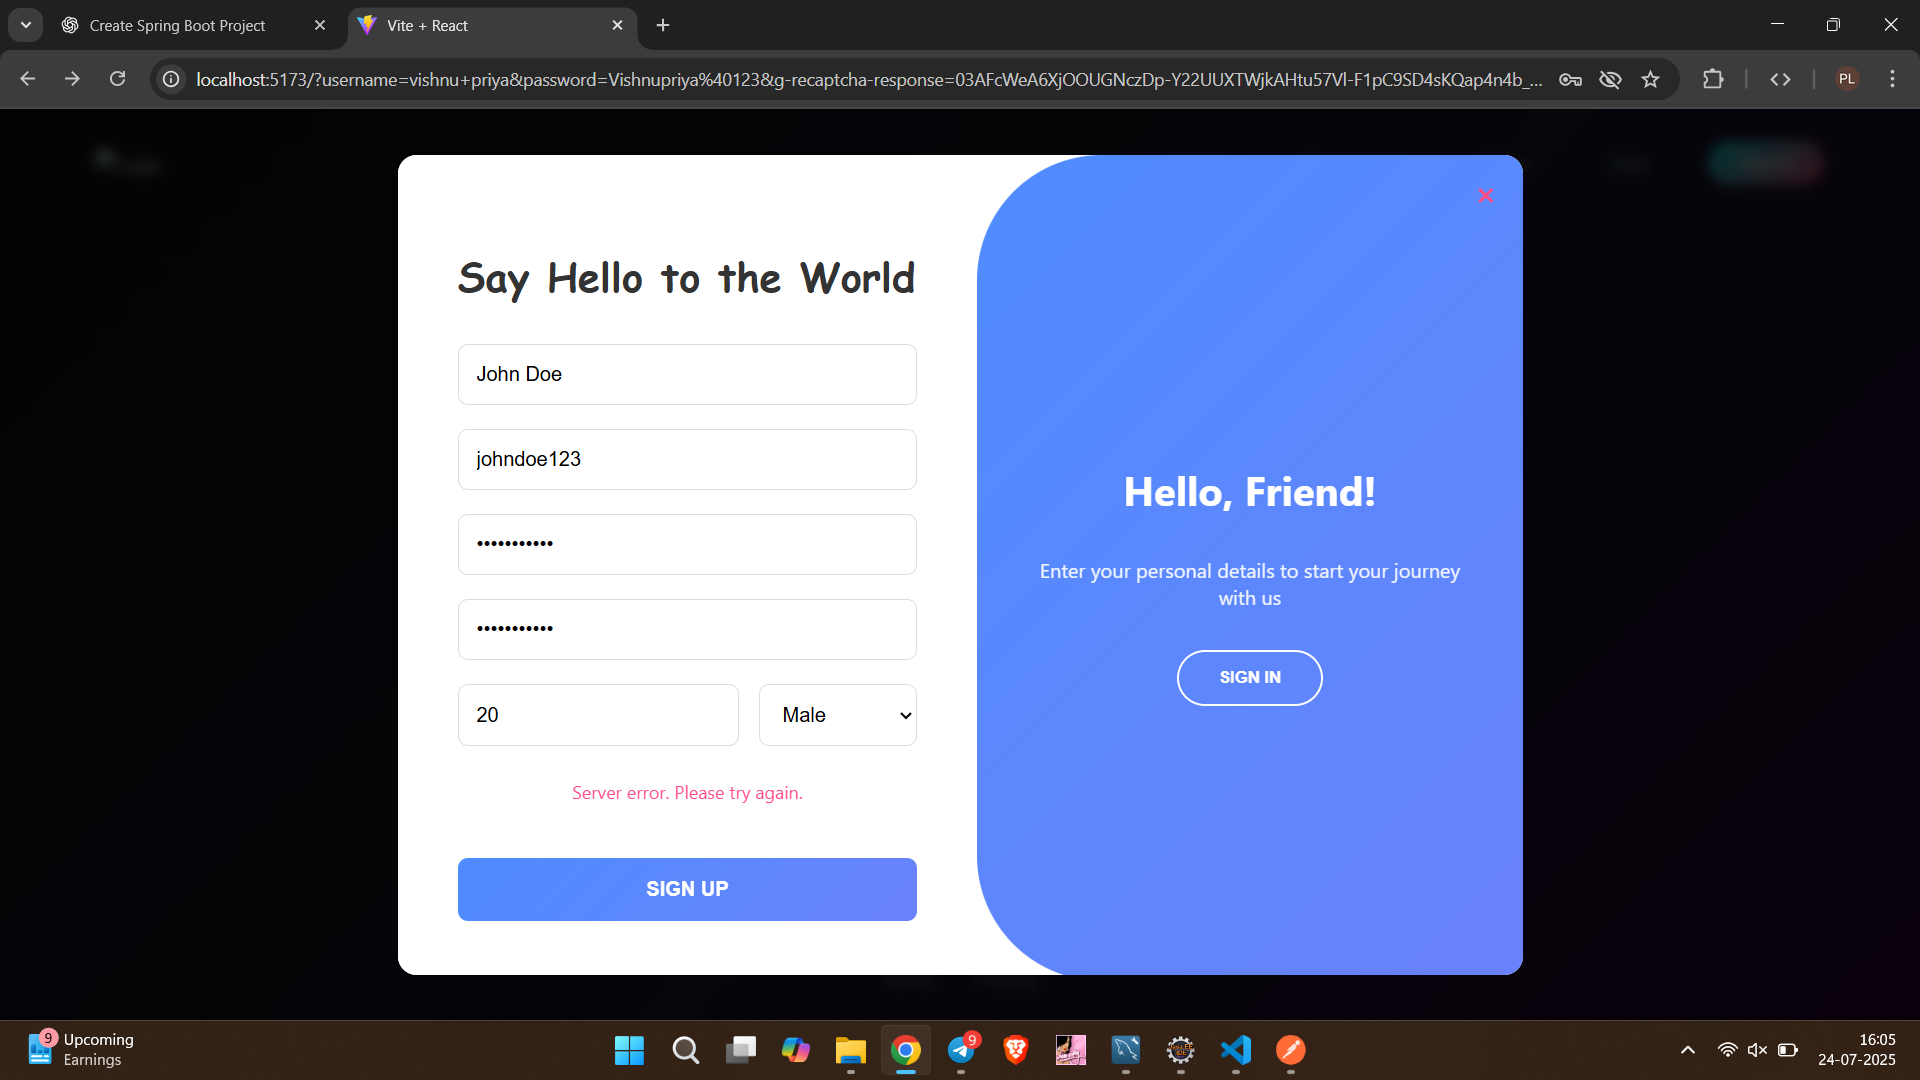 Create Spring Boot Project
Vite + React
localhost:5173/?username=vishnu+priya&password=Vishnupriya%40123&g-recaptcha-response=03AFcWeA6XjOOUGNczDp-Y22UUXTWjkAHtu57Vl-F1pC9SD4sKQap4n4b_...
PL
Say Hello to the World
John Doe
johndoe123
•••••••••••
•••••••••••
20
Male
Server error. Please try again.
SIGN UP
Hello, Friend!
Enter your personal details to start your journey
with us
SIGN IN
9
Upcoming
Earnings
9
16:05
24-07-2025